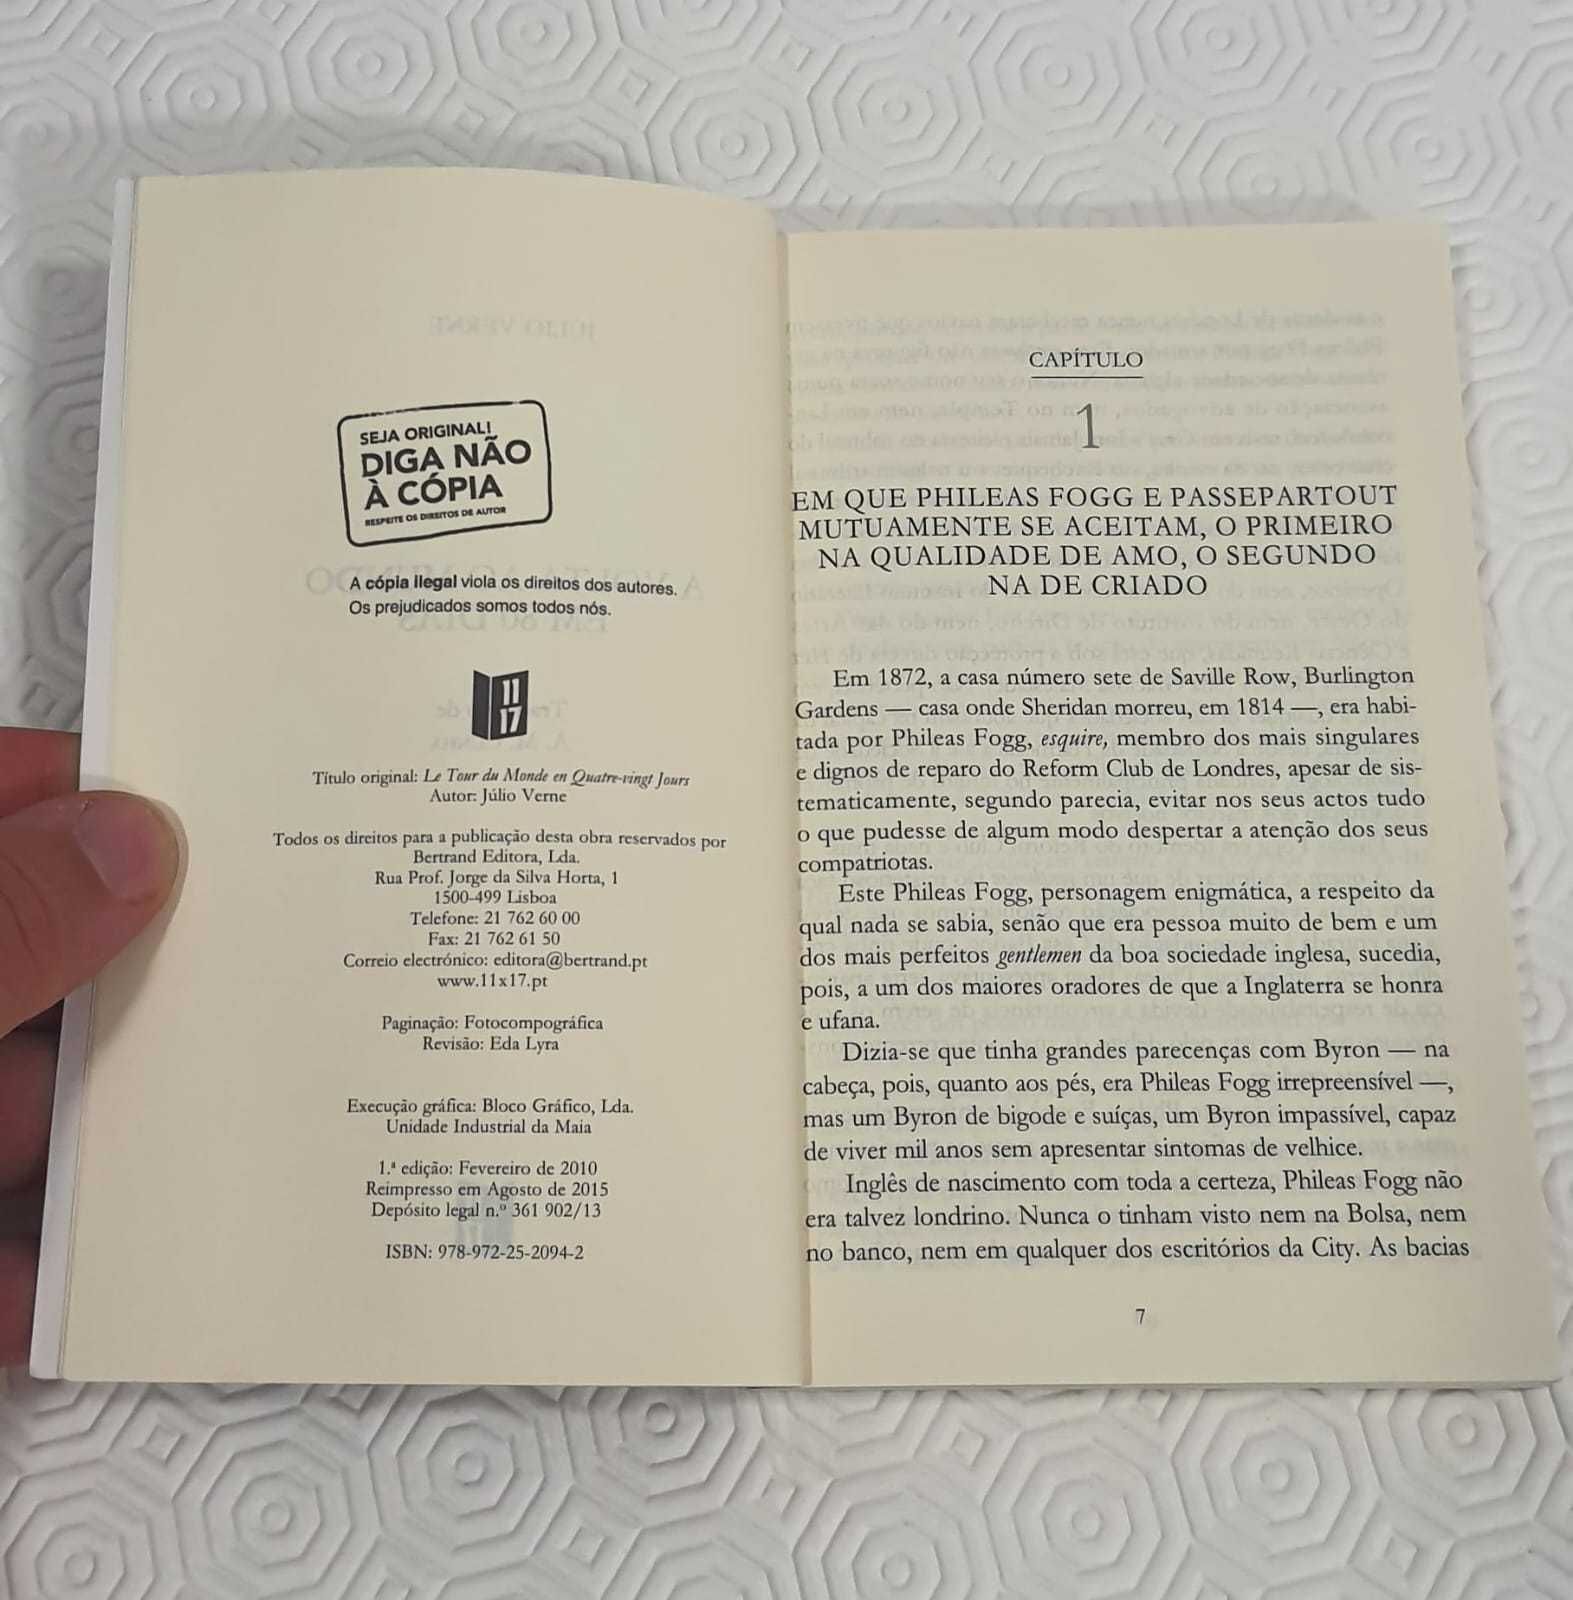 SEJA ORIGINAL!
DIGA NÃO
À CÓPIA
RESPEITE OS DIREITOS DE AUTOR
A cópia ilegal viola os direitos dos autores.
Os prejudicados somos todos nós.
11
17
Título original: Le Tour du Monde en Quatre-vingt Jours
Autor: Júlio Verne
Todos os direitos para a publicação desta obra reservados por
Bertrand Editora, Lda.
Rua Prof. Jorge da Silva Horta, 1
1500-499 Lisboa
Telefone: 21 762 60 00
Fax: 21 762 61 50
Correio electrónico: editora@bertrand.pt
www.11x17.pt
Paginação: Fotocompográfica
Revisão: Eda Lyra
Execução gráfica: Bloco Gráfico, Lda.
Unidade Industrial da Maia
1.ª edição: Fevereiro de 2010
Reimpresso em Agosto de 2015
Depósito legal n.º 361 902/13
ISBN: 978-972-25-2094-2
CAPÍTULO
1
EM QUE PHILEAS FOGG E PASSEPARTOUT
MUTUAMENTE SE ACEITAM, O PRIMEIRO
NA QUALIDADE DE AMO, O SEGUNDO
NA DE CRIADO
Em 1872, a casa número sete de Saville Row, Burlington
Gardens — casa onde Sheridan morreu, em 1814 —, era habi-
tada por Phileas Fogg, esquire, membro dos mais singulares
e dignos de reparo do Reform Club de Londres, apesar de sis-
tematicamente, segundo parecia, evitar nos seus actos tudo
o que pudesse de algum modo despertar a atenção dos seus
compatriotas.
Este Phileas Fogg, personagem enigmática, a respeito da
qual nada se sabia, senão que era pessoa muito de bem e um
dos mais perfeitos gentlemen da boa sociedade inglesa, sucedia,
pois, a um dos maiores oradores de que a Inglaterra se honra
e ufana.
Dizia-se que tinha grandes parecenças com Byron — na
cabeça, pois, quanto aos pés, era Phileas Fogg irrepreensível —,
mas um Byron de bigode e suíças, um Byron impassível, capaz
de viver mil anos sem apresentar sintomas de velhice.
Inglês de nascimento com toda a certeza, Phileas Fogg não
era talvez londrino. Nunca o tinham visto nem na Bolsa, nem
no banco, nem em qualquer dos escritórios da City. As bacias
7